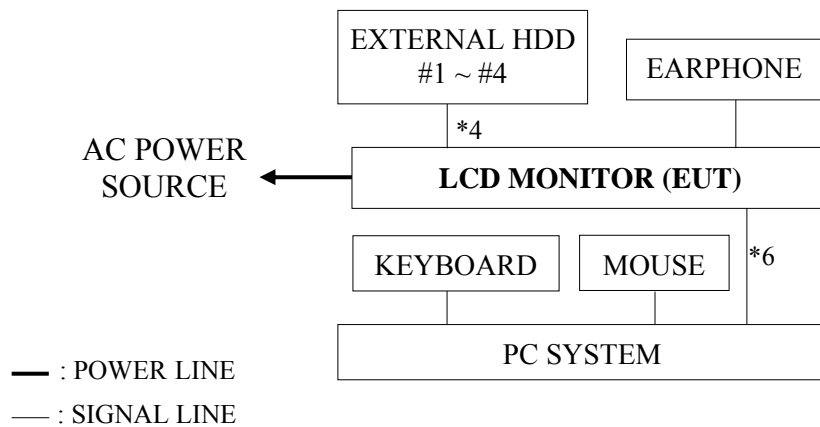 EXTERNAL HDD
#1 ~ #4
EARPHONE
*4
AC POWER
SOURCE
LCD MONITOR (EUT)
KEYBOARD
MOUSE
*6
PC SYSTEM
: POWER LINE
: SIGNAL LINE